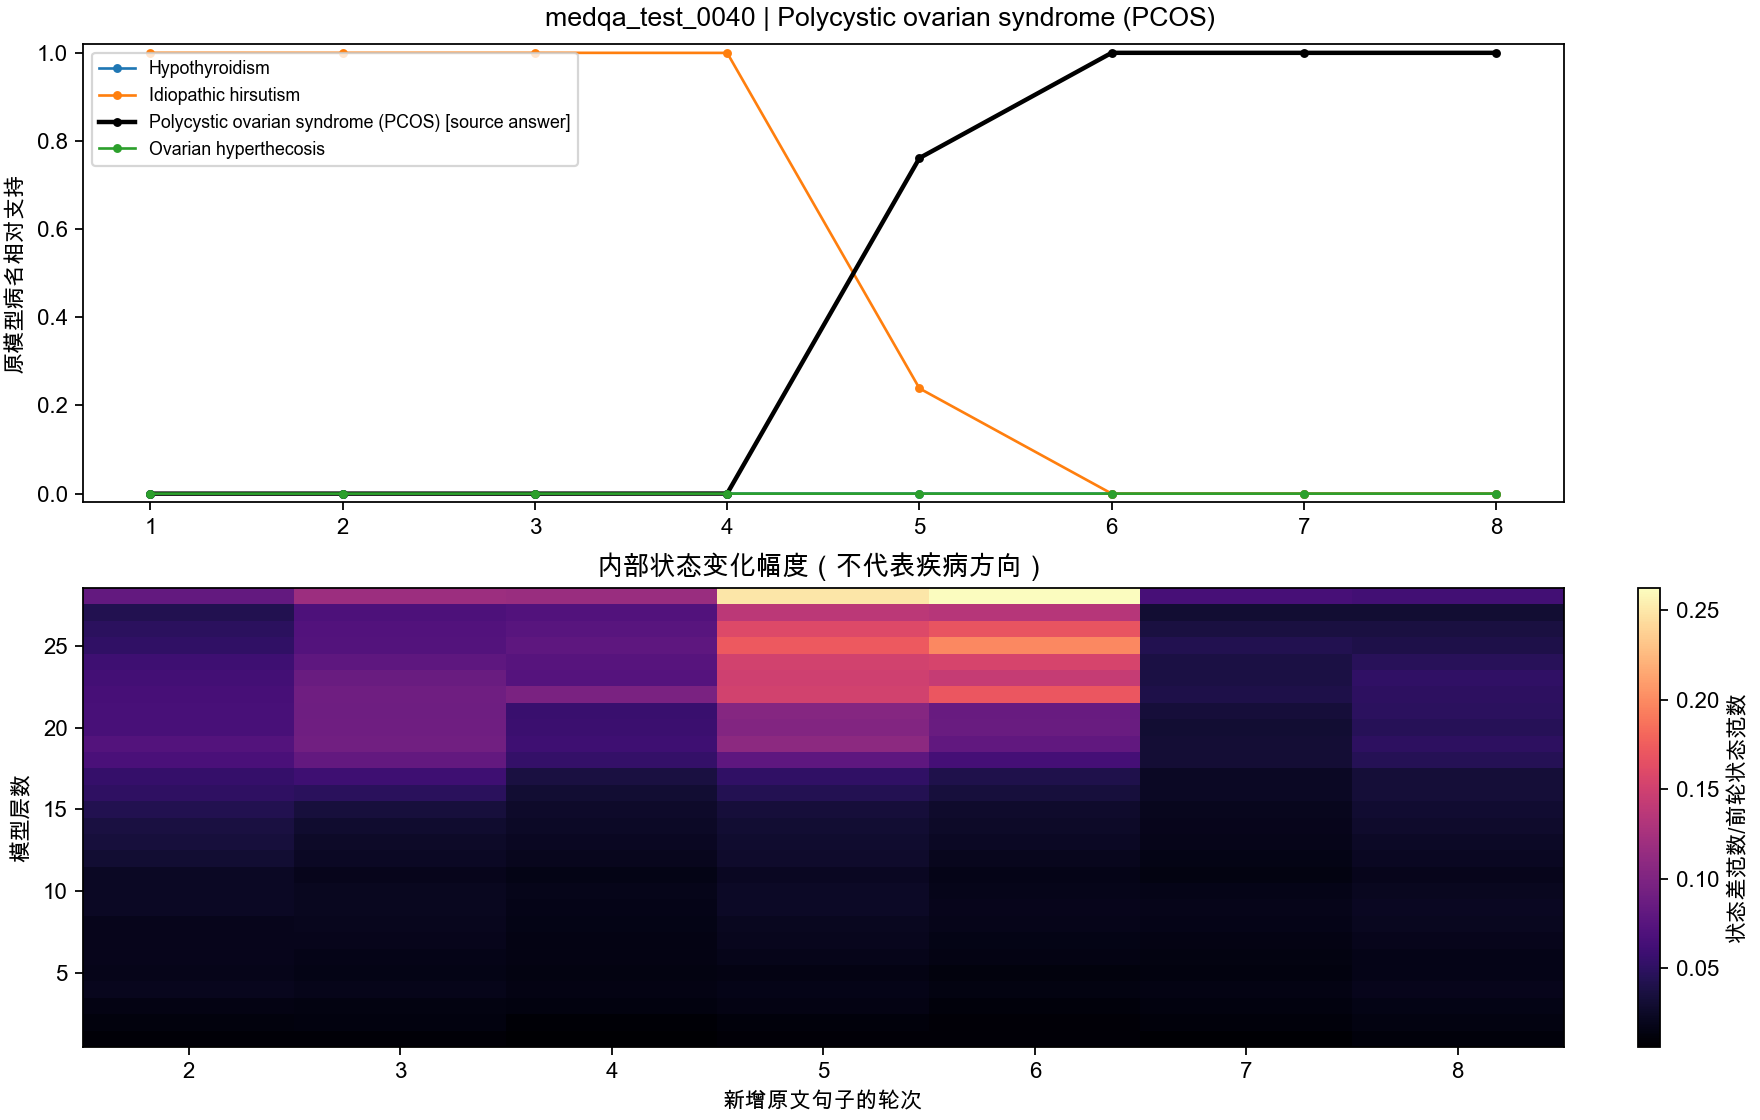 medqa_test_0040 | Polycystic ovarian syndrome (PCOS)
1.0
0.8
0.6
0.4
0.2
0.0
原模型病名相对支持
Hypothyroidism
Idiopathic hirsutism
Polycystic ovarian syndrome (PCOS) [source answer]
Ovarian hyperthecosis
1 2 3 4 5 6 7 8
内部状态变化幅度（不代表疾病方向）
25
20
15
10
5
模型层数
2 3 4 5 6 7 8
新增原文句子的轮次
0.25
0.20
0.15
0.10
0.05
状态差范数/前轮状态范数